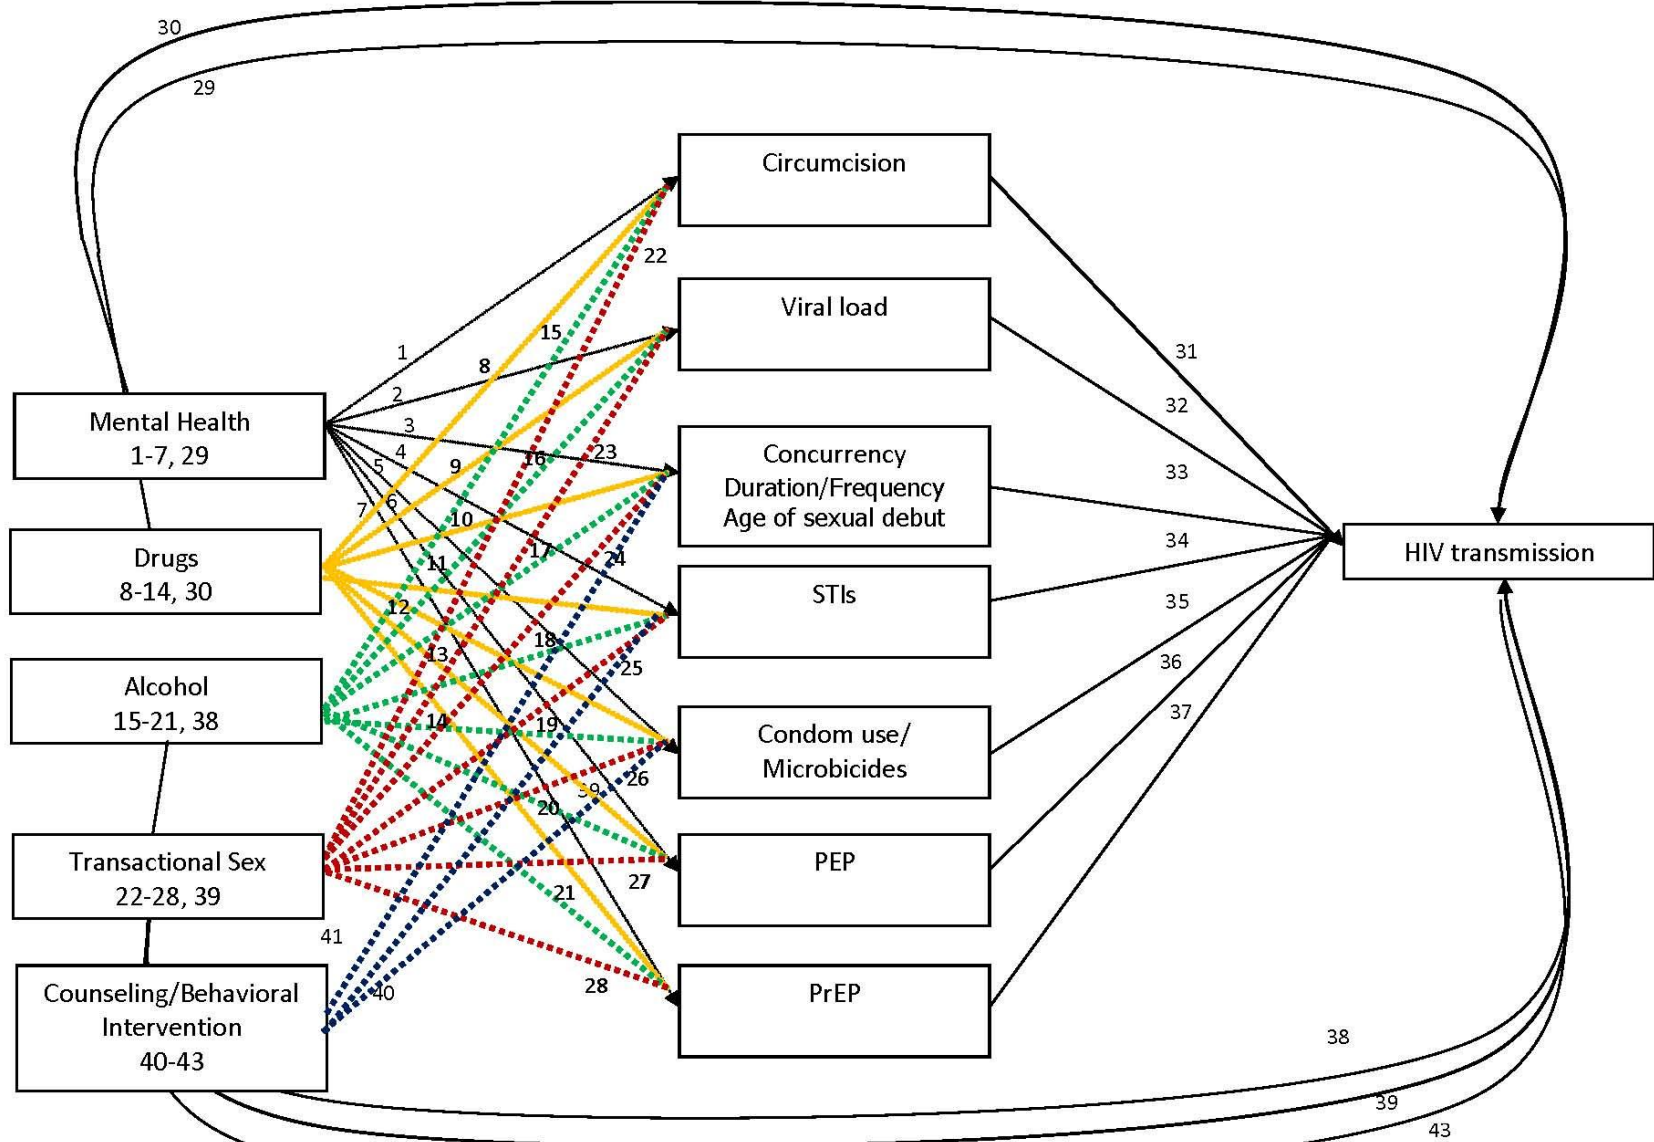 30
29
Circumcision
22
Viral load
15
1
8
31
2
32
Mental Health
1-7, 29
3
4
5
9
16
23
6
7
10
Concurrency
Duration/Frequency
Age of sexual debut
33
17
24
11
34
HIV transmission
Drugs
8-14, 30
12
STIs
35
13
18
25
36
Alcohol
15-21, 38
14
19
37
Condom use/
Microbicides
26
39
20
Transactional Sex
22-28, 39
21
27
PEP
41
40
28
Counseling/Behavioral
Intervention
40-43
PrEP
38
39
43